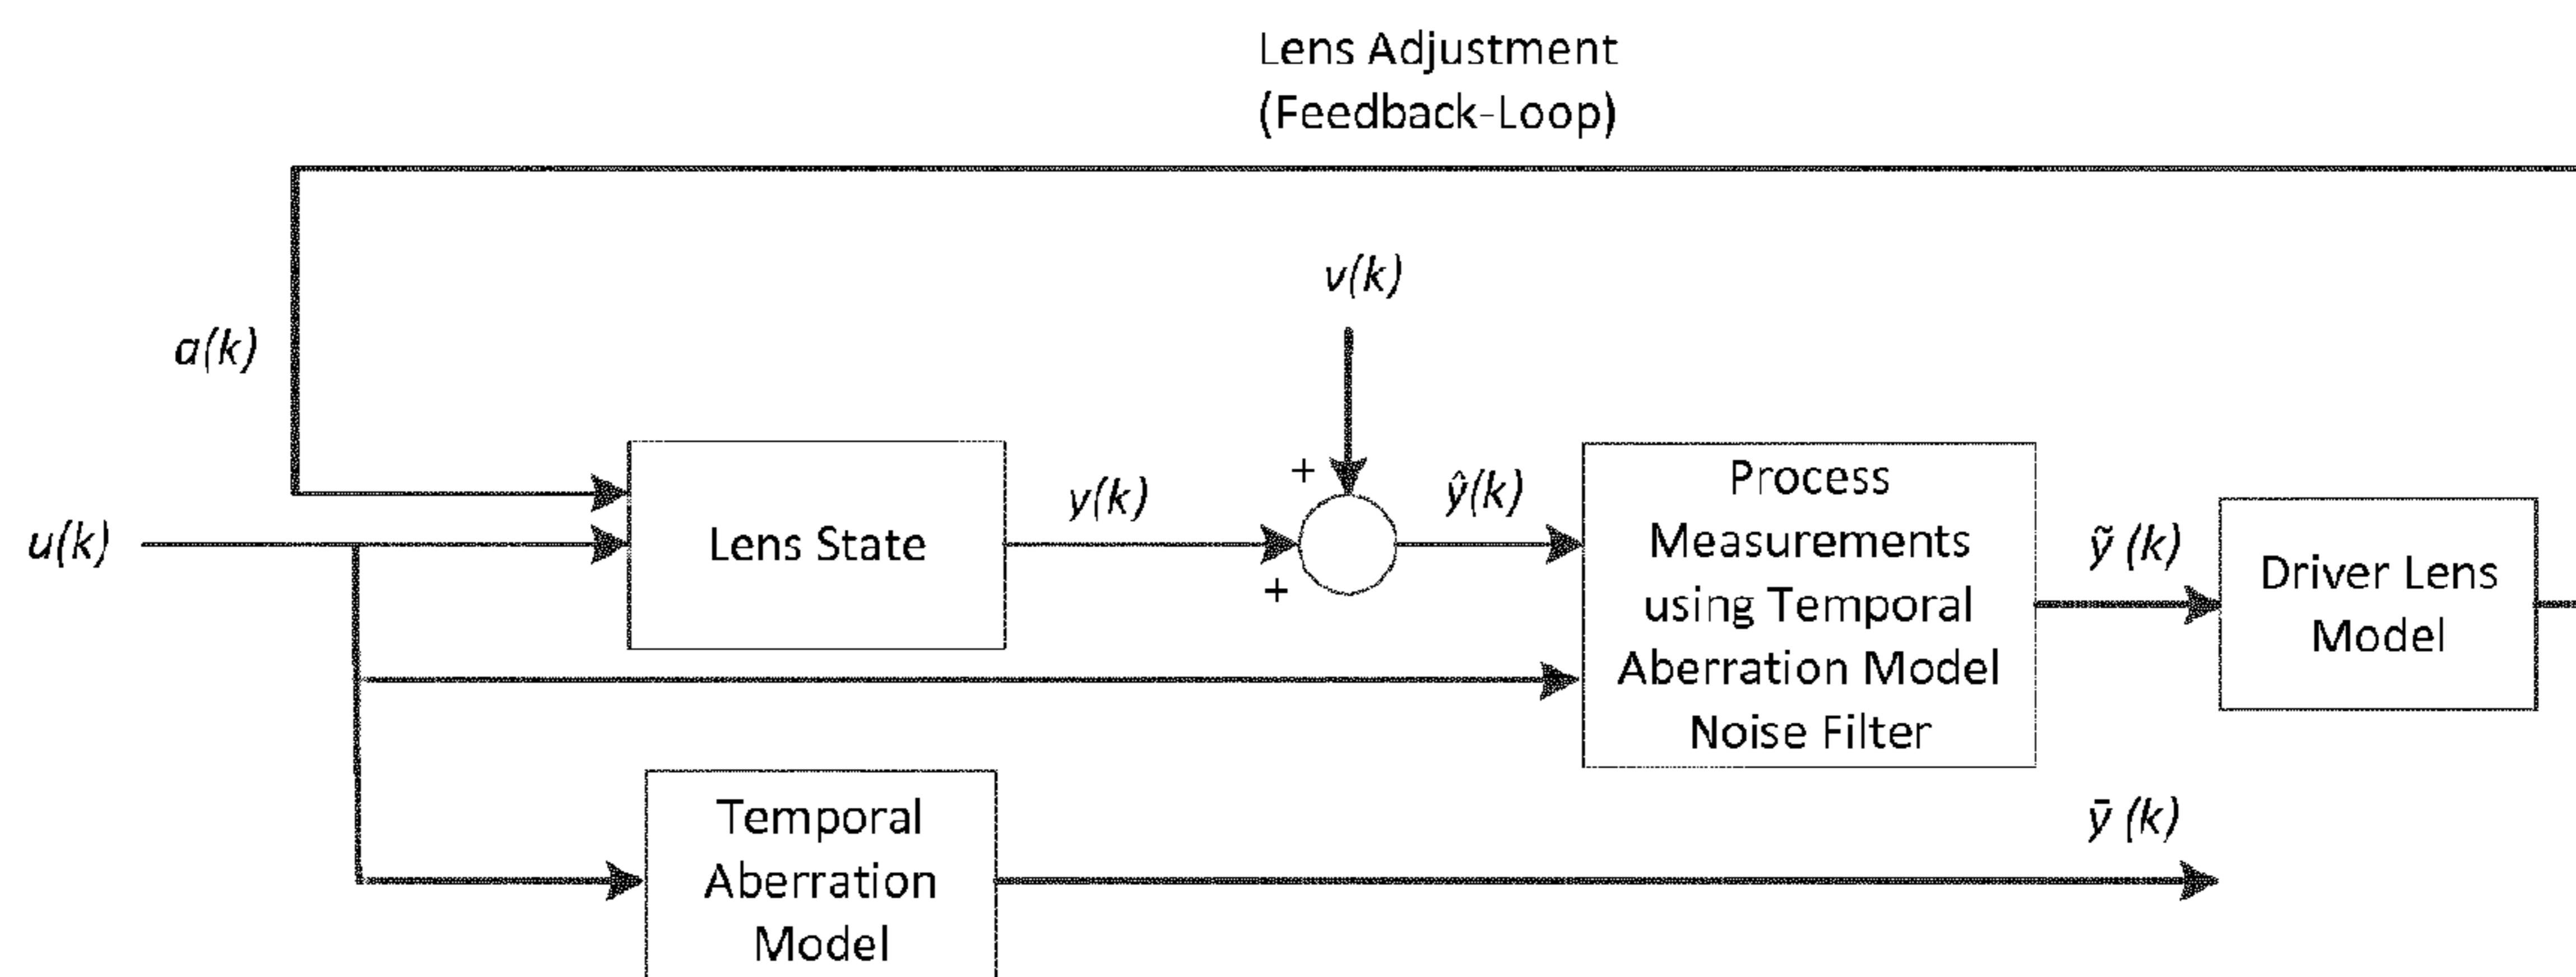 Lens Adjustment
(Feedback-Loop)
v(k)
a(k)
+
u(k)
Lens State
y(k)
+
ŷ(k)
Process
Measurements
using Temporal
Aberration Model
Noise Filter
ỹ (k)
Driver Lens
Model
Temporal
Aberration
Model
ȳ (k)